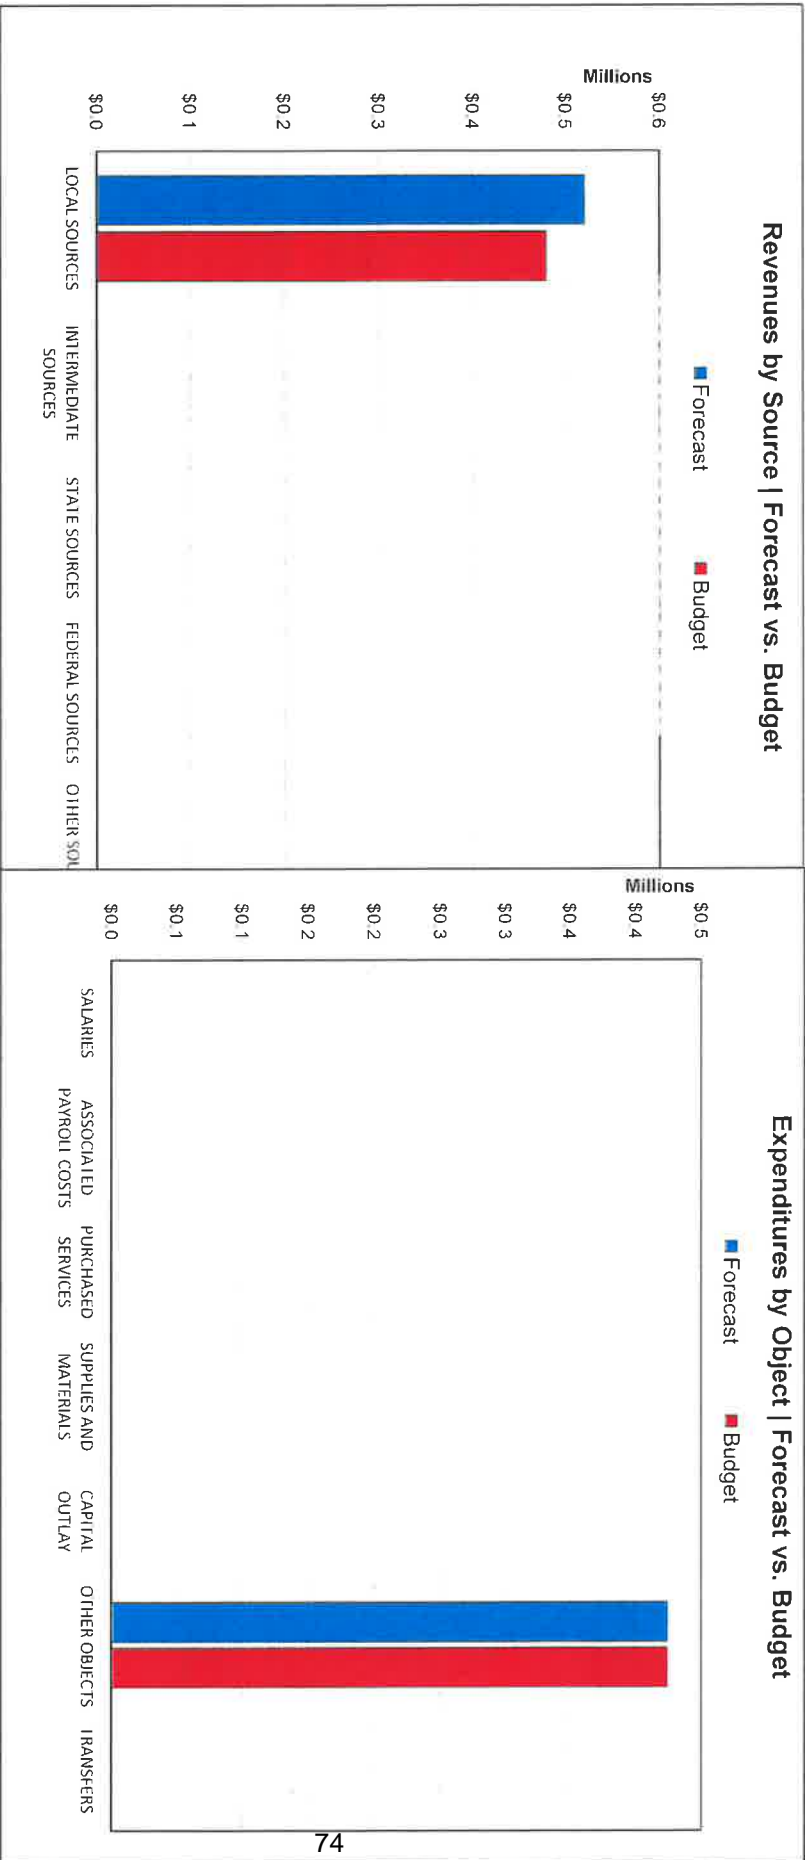 Revenues by Source | Forecast vs. Budget
Forecast Budget
Millions
$0.6
$0.5
$0.4
$0.3
$0.2
$0 1
$0.0
LOCAL SOURCES INTERMEDIATE STATE SOURCES FEDERAL SOURCES OTHER SOU
SOURCES
Expenditures by Object | Forecast vs. Budget
Forecast Budget
Millions
$0.5
$0.4
$0.4
$0.3
$0.3
$0.2
$0 2
$0.1
$0.1
$0.0
SALARIES ASSOCIATED PURCHASED SUPPLIES AND CAPITAL OTHER OBJECTS TRANSFERS
PAYROLL COSTS SERVICES MATERIALS OUTLAY
74